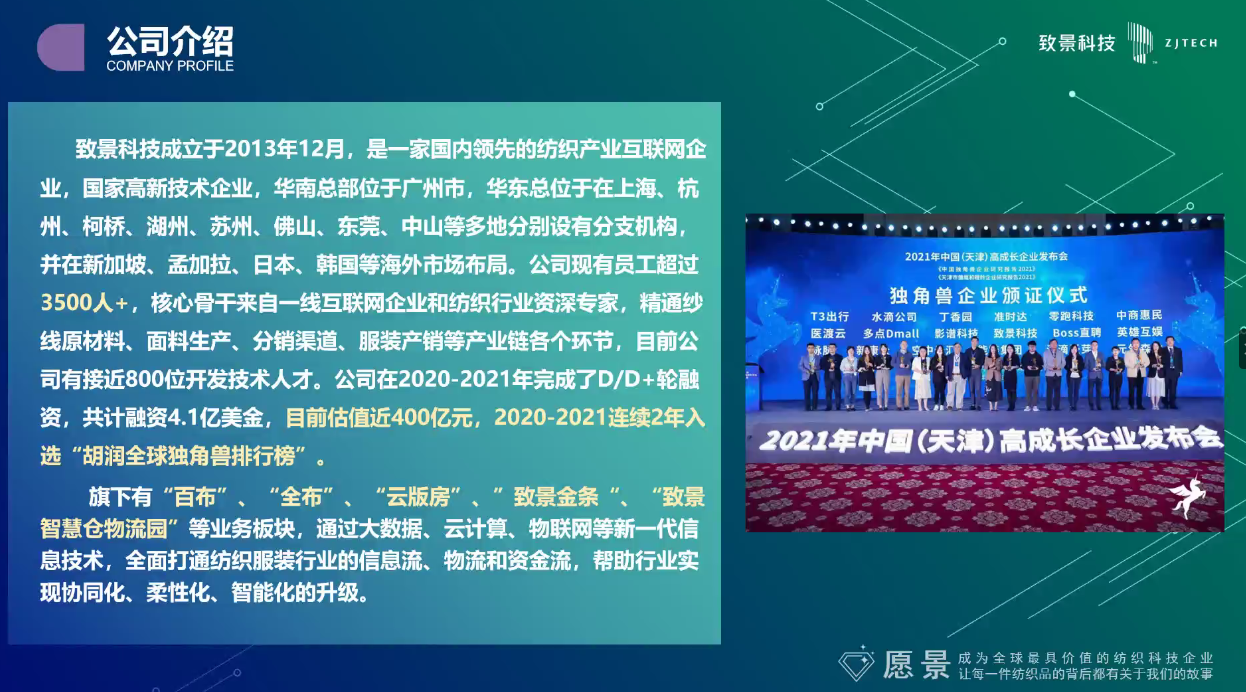 公司介绍
COMPANY PROFILE
致景科技
ZJTECH
致景科技成立于2013年12月，是一家国内领先的纺织产业互联网企
业，国家高新技术企业，华南总部位于广州市，华东总位于在上海、杭
州、柯桥、湖州、苏州、佛山、东莞、中山等多地分别设有分支机构，
并在新加坡、孟加拉、日本、韩国等海外市场布局。公司现有员工超过
3500人+，核心骨干来自一线互联网企业和纺织行业资深专家，精通纱
线原材料、面料生产、分销渠道、服装产销等产业链各个环节，目前公
司有接近800位开发技术人才。公司在2020-2021年完成了D/D+轮融
资，共计融资4.1亿美金，目前估值近400亿元，2020-2021连续2年入
选“胡润全球独角兽排行榜”。
旗下有“百布”、“全布”、“云版房”、”致景金条“、“致景
智慧仓物流园”等业务板块，通过大数据、云计算、物联网等新一代信
息技术，全面打通纺织服装行业的信息流、物流和资金流，帮助行业实
现协同化、柔性化、智能化的升级。
2021年中国(天津)高成长企业发布会
《中国独角兽企业研究报告2021》
独角兽企业颁证仪式
T3出行 水滴公司 丁香园 准时达 零跑科技 中商惠民
医渡云 多点Dmall 影谱科技 致景科技 Boss直聘 英雄互娱
2021年中国(天津)高成长企业发布会
愿景
成为全球最具价值的纺织科技企业
让每一件纺织品的背后都有关于我们的故事